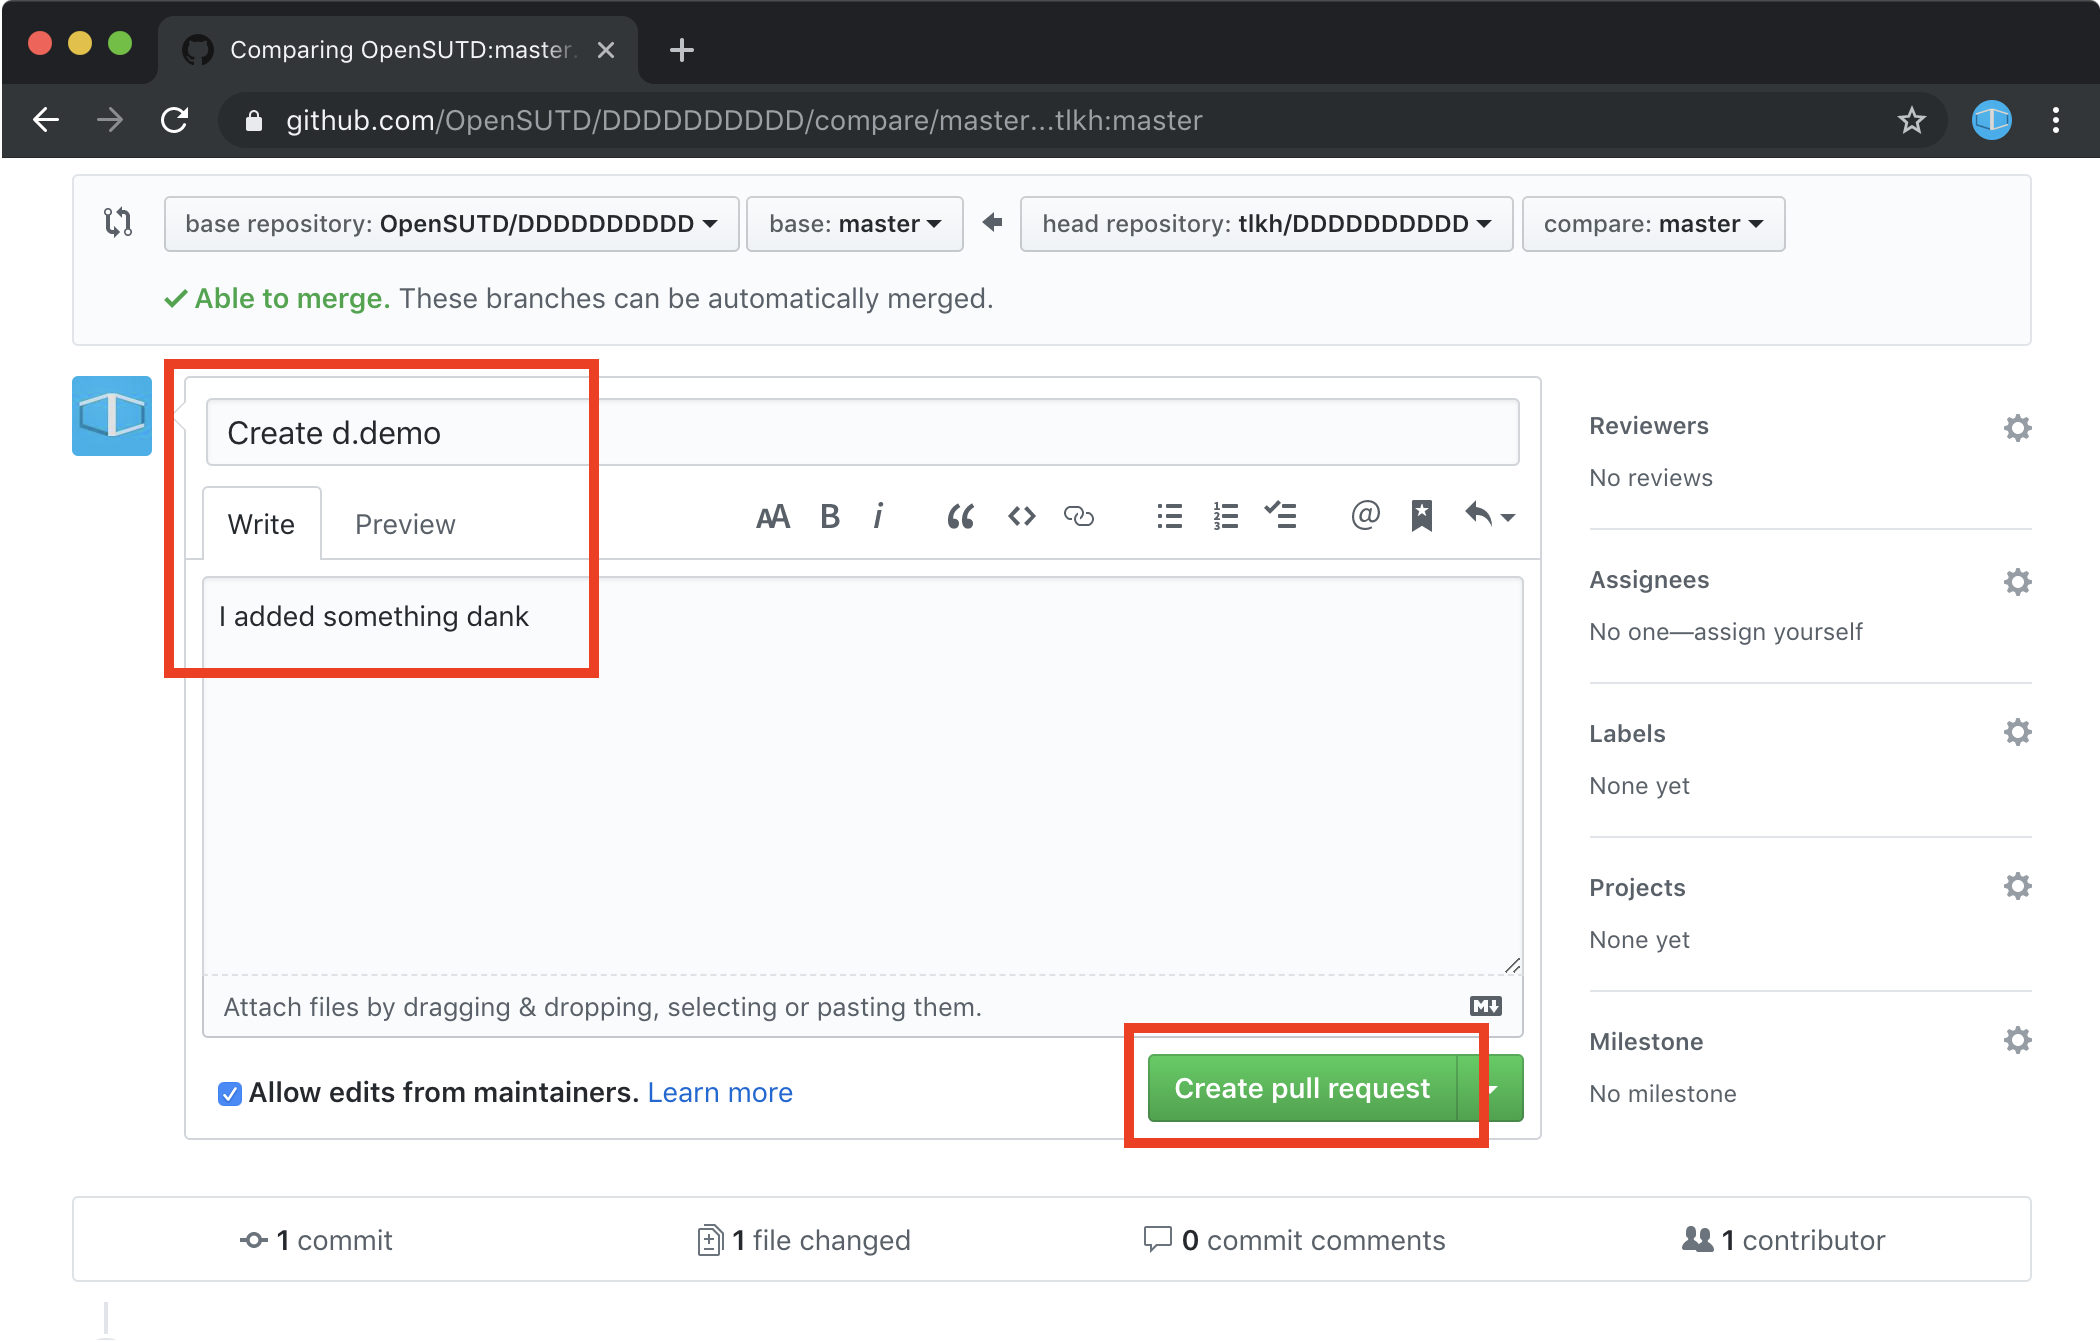 Comparing OpenSUTD:master.
github.com/OpenSUTD/DDDDDDDDDD/compare/master...tlkh:master
base repository: OpenSUTD/DDDDDDDDDD base: master head repository: tlkh/DDDDDDDDDD compare: master
Able to merge. These branches can be automatically merged.
Create d.demo
Write Preview
AA B i
I added something dank
Attach files by dragging & dropping, selecting or pasting them.
Allow edits from maintainers. Learn more
Create pull request
Reviewers
No reviews
Assignees
No one—assign yourself
Labels
None yet
Projects
None yet
Milestone
No milestone
1 commit 1 file changed 0 commit comments 1 contributor